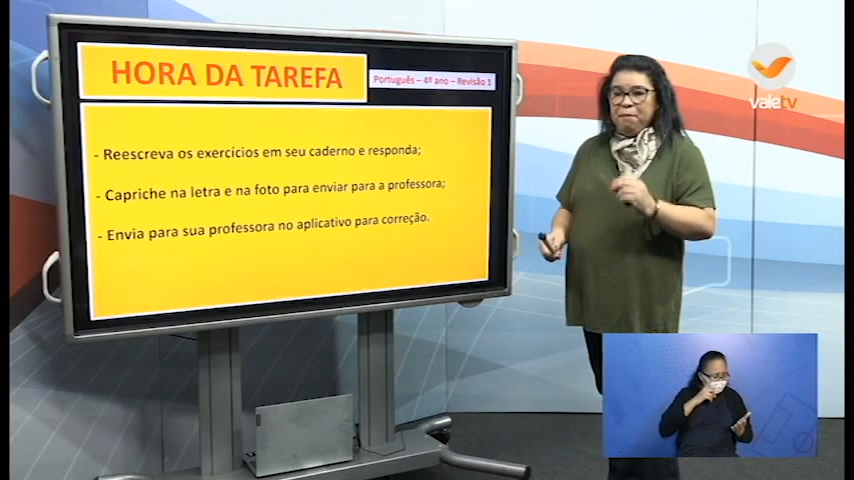 HORA DA TAREFA
Português – 4º ano – Revisão 1
- Reescreva os exercícios em seu caderno e responda;
- Capriche na letra e na foto para enviar para a professora;
- Envia para sua professora no aplicativo para correção.
valetv